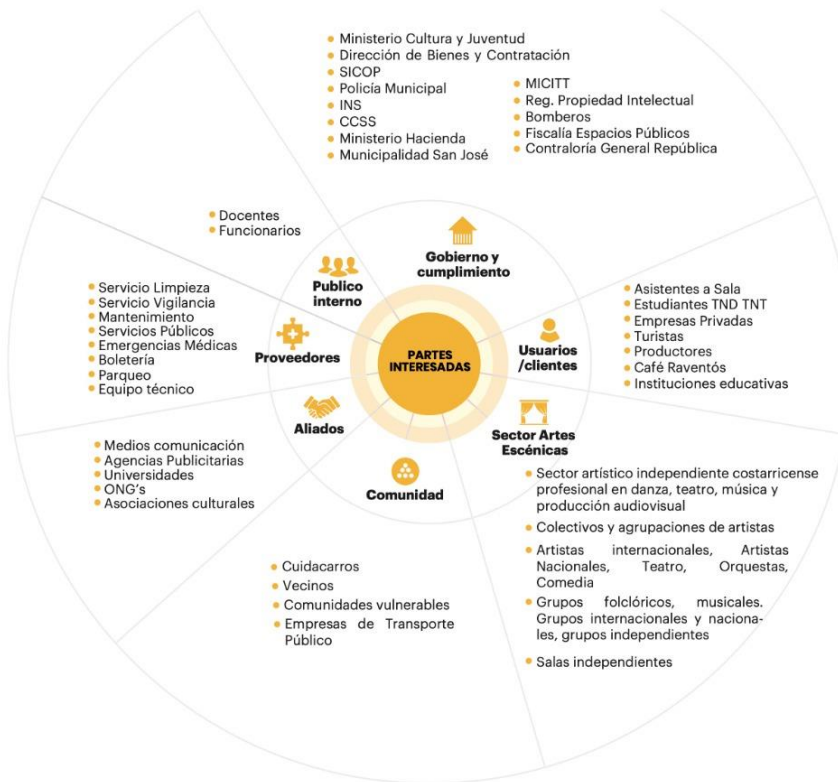 Ministerio Cultura y Juventud
Dirección de Bienes y Contratación
SICOP
Policía Municipal
INS
CCSS
Ministerio Hacienda
Municipalidad San José
MICITT
Reg. Propiedad Intelectual
Bomberos
Fiscalía Espacios Públicos
Contraloría General República
Docentes
Funcionarios
Publico
interno
Gobierno y
cumplimiento
Servicio Limpieza
Servicio Vigilancia
Mantenimiento
Servicios Públicos
Emergencias Médicas
Boletería
Parqueo
Equipo técnico
Proveedores
PARTES
INTERESADAS
Usuarios
/clientes
Asistentes a Sala
Estudiantes TND TNT
Empresas Privadas
Turistas
Productores
Café Raventós
Instituciones educativas
Aliados
Medios comunicación
Agencias Publicitarias
Universidades
ONG's
Asociaciones culturales
Comunidad
Cuidacarros
Vecinos
Comunidades vulnerables
Empresas de Transporte
Público
Sector Artes
Escénicas
Sector artístico independiente costarricense
profesional en danza, teatro, música y
producción audiovisual
Colectivos y agrupaciones de artistas
Artistas internacionales, Artistas
Nacionales, Teatro, Orquestas,
Comedia
Grupos folclóricos, musicales.
Grupos internacionales y naciona-
les, grupos independientes
Salas independientes